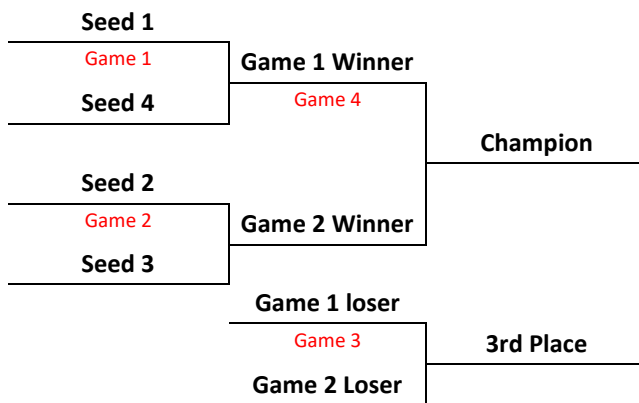 Seed 1
Game 1
Game 1 Winner
Seed 4
Game 4
Champion
Seed 2
Game 2
Game 2 Winner
Seed 3
Game 1 loser
Game 3
3rd Place
Game 2 Loser